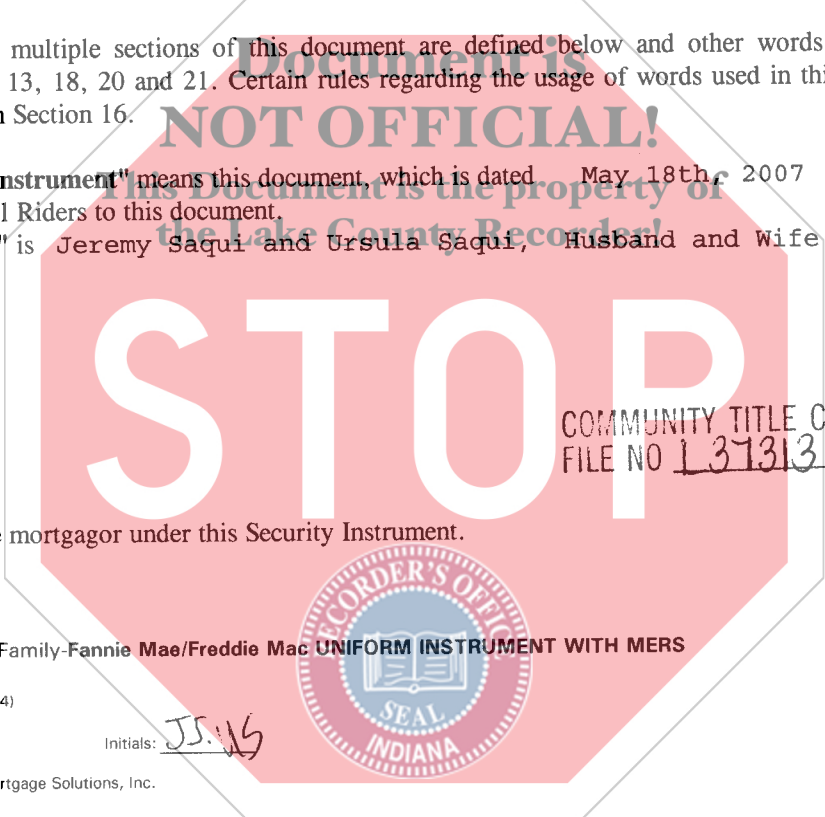 multiple sections of this document are defined below and other words
13, 18, 20 and 21. Certain rules regarding the usage of words used in thi
n Section 16.
Document is
NOT OFFICIAL!
This Document is the property of
the Lake County Recorder!
nstrument" means this document, which is dated May 18th, 2007
l Riders to this document.
" is Jeremy Saqui and Ursula Saqui, Husband and Wife
STOP
COMMUNITY TITLE C
FILE NO L37313
e mortgagor under this Security Instrument.
RECORDER'S OFFICE
SEAL
INDIANA
Family-Fannie Mae/Freddie Mac UNIFORM INSTRUMENT WITH MERS
4)
Initials: JS. US
rtgage Solutions, Inc.